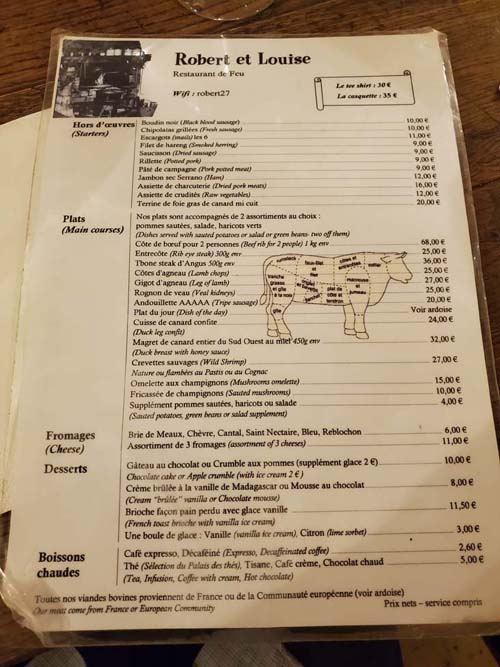 Robert et Louise
Restaurant de Feu
Wifi : robert27
Le tee shirt : 30 €
La casquette : 35 €
Hors d'œuvres
(Starters)
Boudin noir (Black blood sausage) 10,00 €
Chipolatas grillées (Fresh sausage) 10,00 €
Escargots (snails) les 6 11,00 €
Filet de hareng (Smoked herring) 9,00 €
Saucisson (Dried sausage) 9,00 €
Rillette (Potted pork) 9,00 €
Pâté de campagne (Pork potted meat) 9,00 €
Jambon sec Serrano (Ham) 12,00 €
Assiette de charcuterie (Dried pork meats) 16,00 €
Assiette de crudités (Raw vegetables) 12,00 €
Terrine de foie gras de canard mi cuit 20,00 €
Plats
(Main courses)
Nos plats sont accompagnés de 2 assortiments au choix :
pommes sautées, salade, haricots verts
(Dishes served with sauted potatoes or salad or green beans- two off them)
Côte de bœuf pour 2 personnes (Beef rib for 2 people) 1 kg env 68,00 €
Entrecôte (Rib eye steak) 300g env 25,00 €
Tbone steak d'Angus 500g env 36,00 €
Côtes d'agneau (Lamb chops) 25,00 €
Gigot d'agneau (Leg of lamb) 27,00 €
Rognon de veau (Veal kidneys) 25,00 €
Andouillette AAAAA (Tripe sausage) 20,00 €
Plat du jour (Dish of the day) Voir ardoise
Cuisse de canard confite 24,00 €
(Duck leg confit)
Magret de canard entier du Sud Ouest au miel 450g env 32,00 €
(Duck breast with honey sauce)
Crevettes sauvages (Wild Shrimp) 27,00 €
Nature ou flambées au Pastis ou au Cognac
Omelette aux champignons (Mushrooms omelette) 15,00 €
Fricassée de champignons (Sauted mushrooms) 10,00 €
Supplément pommes sautées, haricots ou salade 4,00 €
(Sauted potatoes, green beans or salad supplement)
Fromages
(Cheese)
Brie de Meaux, Chèvre, Cantal, Saint Nectaire, Bleu, Reblochon 6,00 €
Assortiment de 3 fromages (assortment of 3 cheeses) 11,00 €
Desserts
Gâteau au chocolat ou Crumble aux pommes (supplément glace 2 €) 10,00 €
Chocolate cake or Apple crumble (with ice cream 2 € )
Crème brûlée à la vanille de Madagascar ou Mousse au chocolat 8,00 €
(Cream "brûlée" vanilla or Chocolate mousse)
Brioche façon pain perdu avec glace vanille 11,50 €
(French toast brioche with vanilla ice cream)
Une boule de glace : Vanille (vanilla ice cream), Citron (lime sorbet) 3,00 €
Boissons
chaudes
Café expresso, Décaféiné (Expresso, Decaffeinated coffee) 2,60 €
Thé (Sélection du Palais des thés), Tisane, Café crème, Chocolat chaud 5,00 €
(Tea, Infusion, Coffee with cream, Hot chocolate)
Toutes nos viandes bovines proviennent de France ou de la Communauté européenne (voir ardoise)
Our meat come from France or European Community
Prix nets – service compris